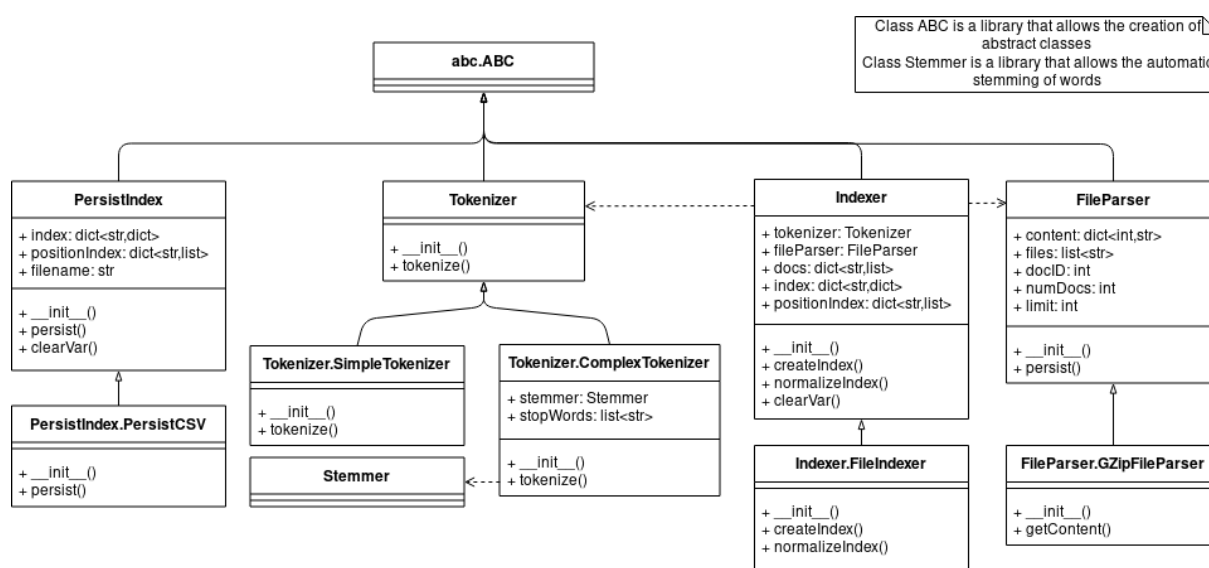 Class ABC is a library that allows the creation of
abstract classes
Class Stemmer is a library that allows the automatic
stemming of words
abc.ABC
PersistIndex
+ index: dict<str,dict>
+ positionIndex: dict<str,list>
+ filename: str
+ __init__()
+ persist()
+ clearVar()
Tokenizer
+ __init__()
+ tokenize()
Indexer
+ tokenizer: Tokenizer
+ fileParser: FileParser
+ docs: dict<str,list>
+ index: dict<str,dict>
+ positionIndex: dict<str,list>
+ __init__()
+ createIndex()
+ normalizeIndex()
+ clearVar()
FileParser
+ content: dict<int,str>
+ files: list<str>
+ docID: int
+ numDocs: int
+ limit: int
+ __init__()
+ persist()
PersistIndex.PersistCSV
+ __init__()
+ persist()
Tokenizer.SimpleTokenizer
+ __init__()
+ tokenize()
Tokenizer.ComplexTokenizer
+ stemmer: Stemmer
+ stopWords: list<str>
+ __init__()
+ tokenize()
Stemmer
Indexer.FileIndexer
+ __init__()
+ createIndex()
+ normalizeIndex()
FileParser.GZipFileParser
+ __init__()
+ getContent()